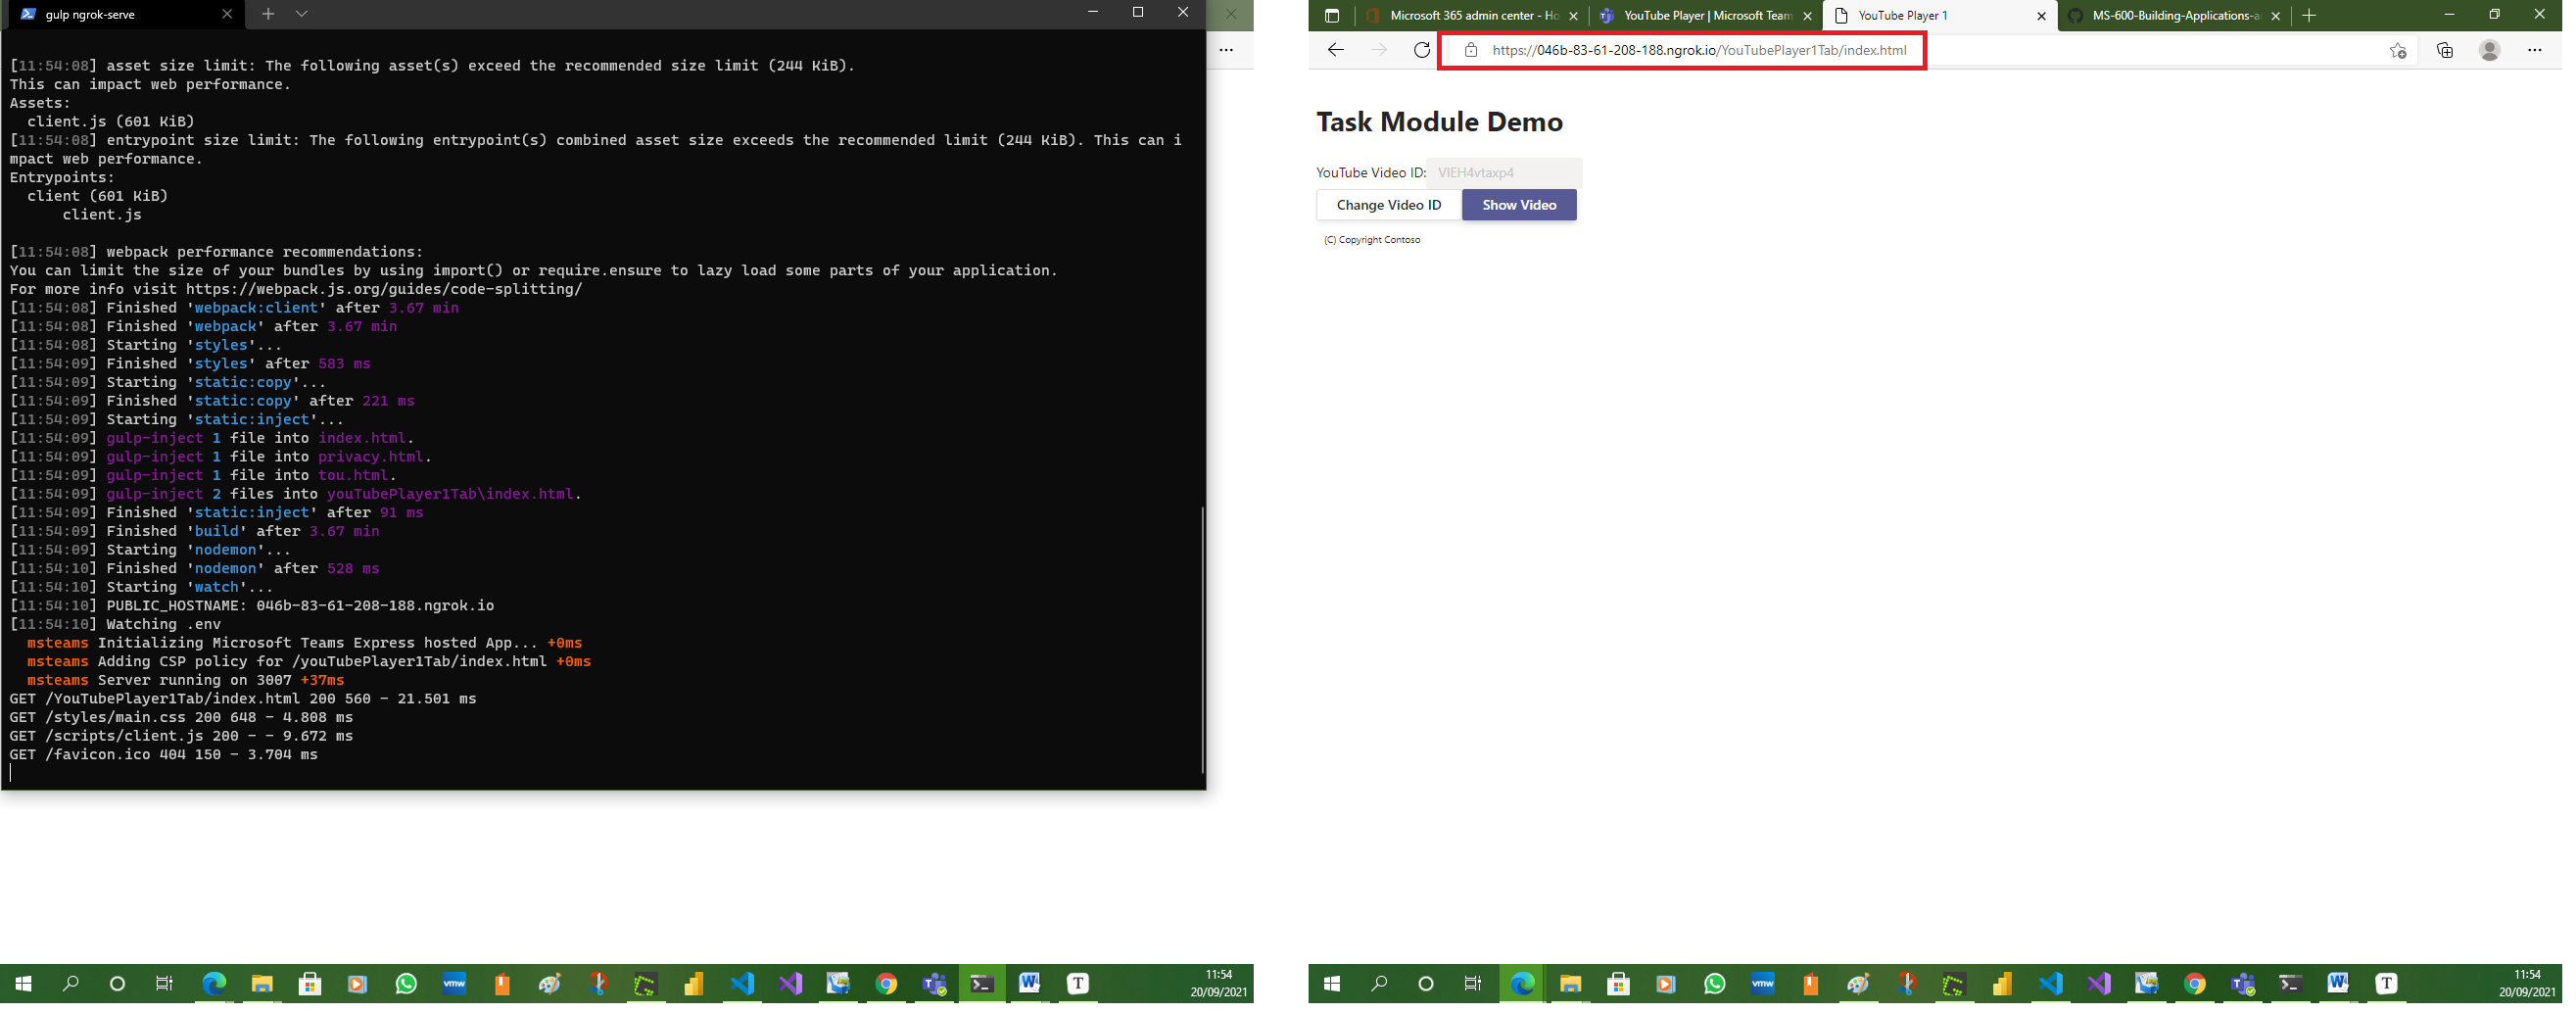 gulp ngrok-serve
[11:54:08] asset size limit: The following asset(s) exceed the recommended size limit (244 KiB).
This can impact web performance.
Assets:
  client.js (601 KiB)
[11:54:08] entrypoint size limit: The following entrypoint(s) combined asset size exceeds the recommended limit (244 KiB). This can i
mpact web performance.
Entrypoints:
  client (601 KiB)
      client.js
[11:54:08] webpack performance recommendations:
You can limit the size of your bundles by using import() or require.ensure to lazy load some parts of your application.
For more info visit https://webpack.js.org/guides/code-splitting/
[11:54:08] Finished 'webpack:client' after 3.67 min
[11:54:08] Finished 'webpack' after 3.67 min
[11:54:08] Starting 'styles'...
[11:54:09] Finished 'styles' after 583 ms
[11:54:09] Starting 'static:copy'...
[11:54:09] Finished 'static:copy' after 221 ms
[11:54:09] Starting 'static:inject'...
[11:54:09] gulp-inject 1 file into index.html.
[11:54:09] gulp-inject 1 file into privacy.html.
[11:54:09] gulp-inject 1 file into tou.html.
[11:54:09] gulp-inject 2 files into youTubePlayer1Tab\index.html.
[11:54:09] Finished 'static:inject' after 91 ms
[11:54:09] Finished 'build' after 3.67 min
[11:54:09] Starting 'nodemon'...
[11:54:10] Finished 'nodemon' after 528 ms
[11:54:10] Starting 'watch'...
[11:54:10] PUBLIC_HOSTNAME: 046b-83-61-208-188.ngrok.io
[11:54:10] Watching .env
  msteams Initializing Microsoft Teams Express hosted App... +0ms
  msteams Adding CSP policy for /youTubePlayer1Tab/index.html +0ms
  msteams Server running on 3007 +37ms
GET /YouTubePlayer1Tab/index.html 200 560 - 21.501 ms
GET /styles/main.css 200 648 - 4.808 ms
GET /scripts/client.js 200 - - 9.672 ms
GET /favicon.ico 404 150 - 3.704 ms
vmw
W
T
11:54
20/09/2021
Microsoft 365 admin center - Ho
YouTube Player | Microsoft Team
YouTube Player 1
MS-600-Building-Applications-a
https://046b-83-61-208-188.ngrok.io/YouTubePlayer1Tab/index.html
Task Module Demo
YouTube Video ID: VlEH4vtaxp4
Change Video ID
Show Video
(C) Copyright Contoso
vmw
W
T
11:54
20/09/2021